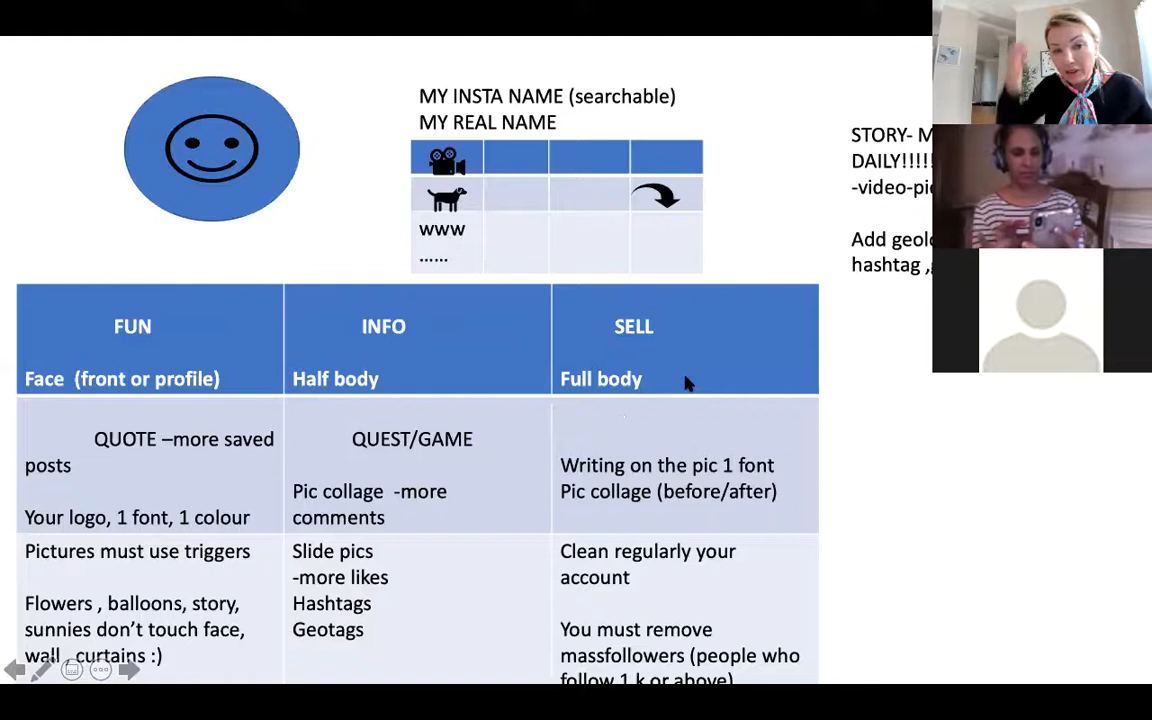 MY INSTA NAME (searchable)
MY REAL NAME
www
......
STORY- M
DAILY!!!!!
-video-pi
Add geol
hashtag ,
FUN
Face (front or profile)
INFO
Half body
SELL
Full body
QUOTE –more saved
posts
Your logo, 1 font, 1 colour
QUEST/GAME
Pic collage -more
comments
Writing on the pic 1 font
Pic collage (before/after)
Pictures must use triggers
Flowers , balloons, story,
sunnies don’t touch face,
wall , curtains :)
Slide pics
-more likes
Hashtags
Geotags
Clean regularly your
account
You must remove
massfollowers (people who
follow 1 k or above)